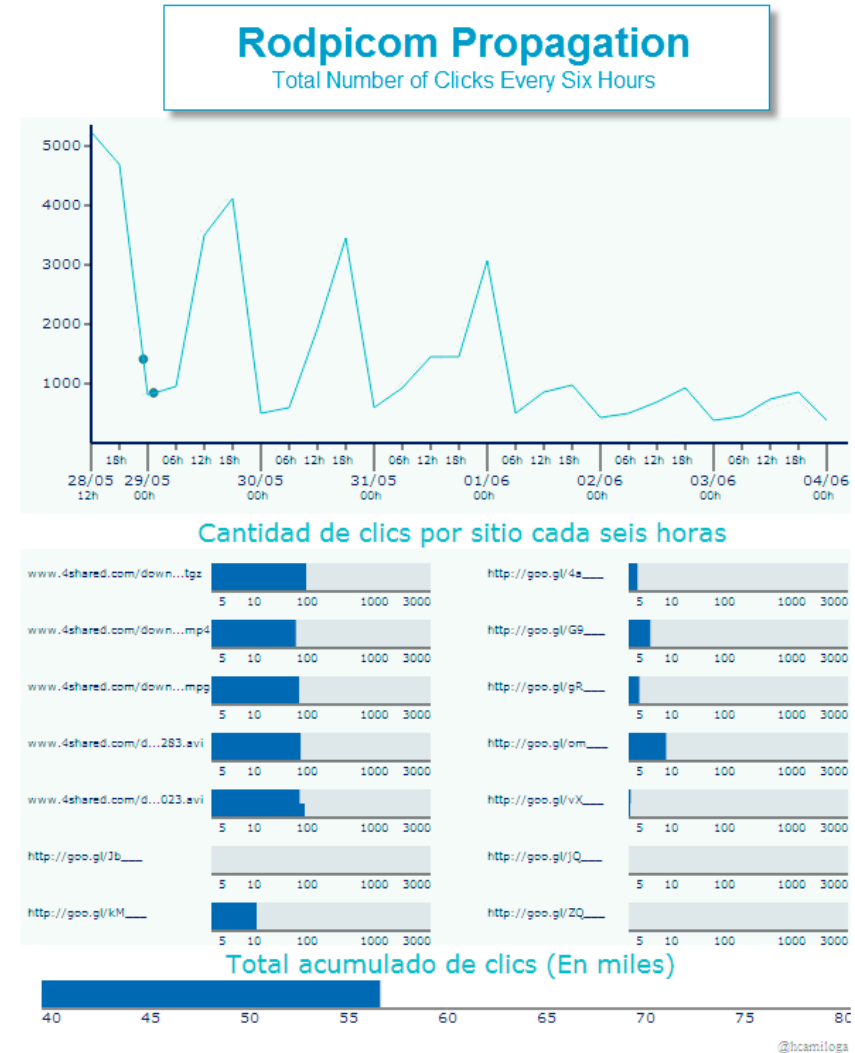 Rodpicom Propagation
Total Number of Clicks Every Six Hours
5000
4000
3000
2000
1000
18h 06h 12h 18h 06h 12h 18h 06h 12h 18h 06h 12h 18h 06h 12h 18h 06h 12h 18h
28/05 29/05 30/05 31/05 01/06 02/06 03/06 04/06
12h 00h 00h 00h 00h 00h 00h 00h
Cantidad de clics por sitio cada seis horas
www.4shared.com/down...tgz
5 10 100 1000 3000
www.4shared.com/down...mp4
5 10 100 1000 3000
www.4shared.com/down...mpg
5 10 100 1000 3000
www.4shared.com/d...283.avi
5 10 100 1000 3000
www.4shared.com/d...023.avi
5 10 100 1000 3000
http://goo.gl/Jb___
5 10 100 1000 3000
http://goo.gl/kM___
5 10 100 1000 3000
http://goo.gl/4a___
5 10 100 1000 3000
http://goo.gl/G9___
5 10 100 1000 3000
http://goo.gl/gR___
5 10 100 1000 3000
http://goo.gl/om___
5 10 100 1000 3000
http://goo.gl/vX___
5 10 100 1000 3000
http://goo.gl/jQ___
5 10 100 1000 3000
http://goo.gl/ZQ___
5 10 100 1000 3000
Total acumulado de clics (En miles)
40 45 50 55 60 65 70 75 80
@hcamiloga